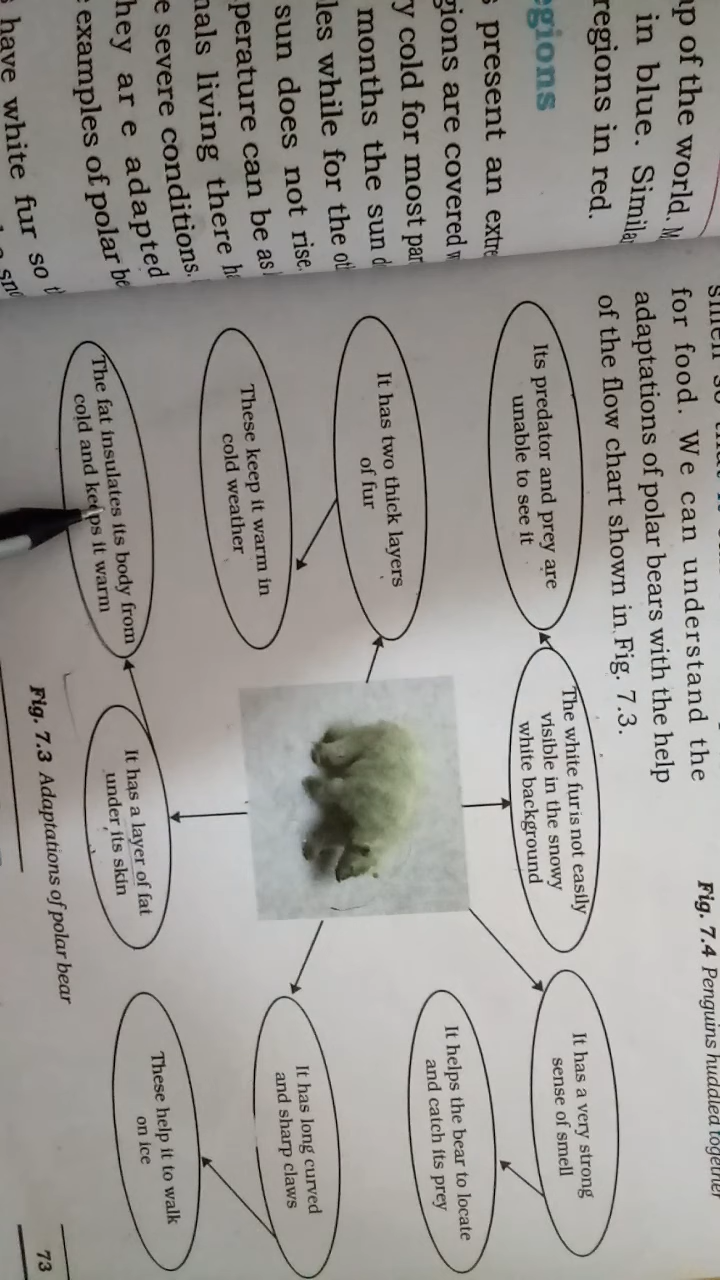 ap of the world.
in blue.
regions in red.
egions
present an
gions are covered
y cold for most
months the sun
les while for the
sun does not rise.
perature can be as
nals living there
e severe conditions.
hey ar e adapted
examples of polar
have white fur so
for food. We can understand the
adaptations of polar bears with the help
of the flow chart shown in Fig. 7.3.
Fig. 7.4 Penguins huddled together
Its predator and prey are
unable to see it
The white fur is not easily
visible in the snowy
white background
It has a very strong
sense of smell
It has two thick layers
of fur
It helps the bear to locate
and catch its prey
These keep it warm in
cold weather
It has long curved
and sharp claws
The fat insulates its body from
cold and keeps it warm
It has a layer of fat
under its skin
These help it to walk
on ice
Fig. 7.3 Adaptations of polar bear
73